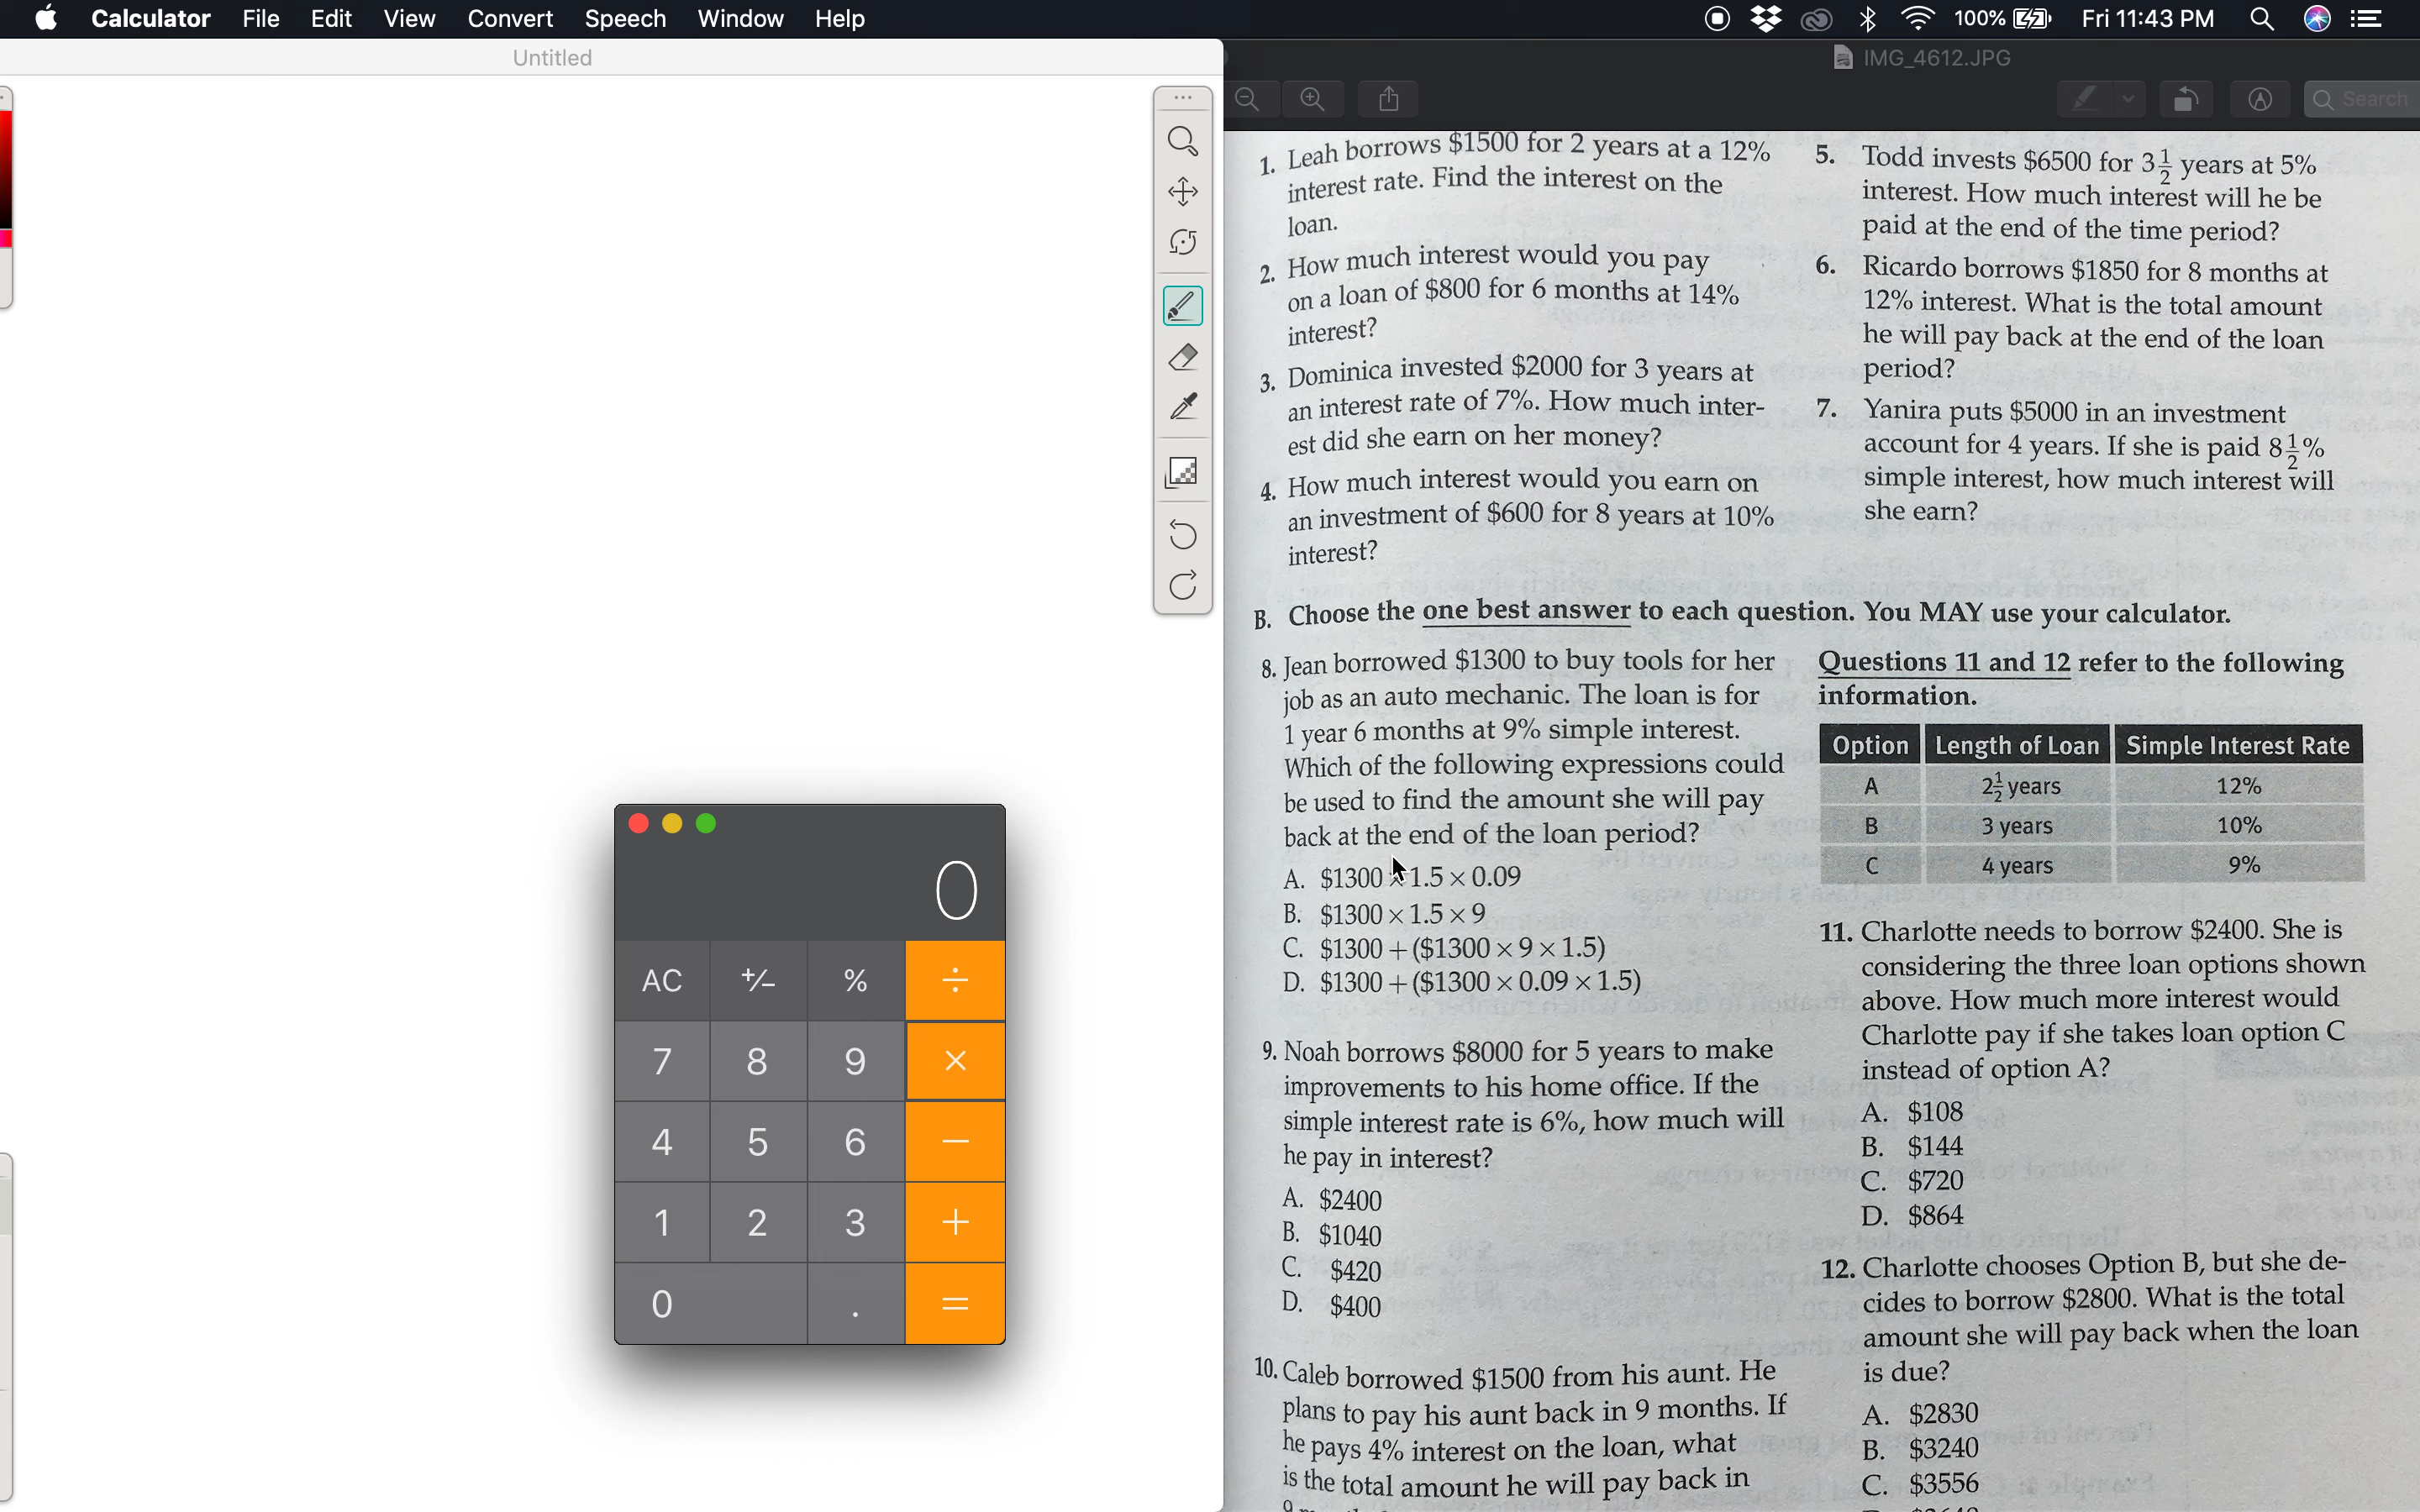 Calculator File Edit View Convert Speech Window Help 100% Fri 11:43 PM
Untitled
IMG_4612.JPG
Search
1. Leah borrows $1500 for 2 years at a 12%
interest rate. Find the interest on the
loan.
2. How much interest would you pay
on a loan of $800 for 6 months at 14%
interest?
3. Dominica invested $2000 for 3 years at
an interest rate of 7%. How much inter-
est did she earn on her money?
4. How much interest would you earn on
an investment of $600 for 8 years at 10%
interest?
5. Todd invests $6500 for 3 1/2 years at 5%
interest. How much interest will he be
paid at the end of the time period?
6. Ricardo borrows $1850 for 8 months at
12% interest. What is the total amount
he will pay back at the end of the loan
period?
7. Yanira puts $5000 in an investment
account for 4 years. If she is paid 8 1/2%
simple interest, how much interest will
she earn?
B. Choose the one best answer to each question. You MAY use your calculator.
8. Jean borrowed $1300 to buy tools for her
job as an auto mechanic. The loan is for
1 year 6 months at 9% simple interest.
Which of the following expressions could
be used to find the amount she will pay
back at the end of the loan period?
A. $1300 × 1.5 × 0.09
B. $1300 × 1.5 × 9
C. $1300 + ($1300 × 9 × 1.5)
D. $1300 + ($1300 × 0.09 × 1.5)
9. Noah borrows $8000 for 5 years to make
improvements to his home office. If the
simple interest rate is 6%, how much will
he pay in interest?
A. $2400
B. $1040
C. $420
D. $400
10. Caleb borrowed $1500 from his aunt. He
plans to pay his aunt back in 9 months. If
he pays 4% interest on the loan, what
is the total amount he will pay back in
Questions 11 and 12 refer to the following
information.
Option Length of Loan Simple Interest Rate
A 2 1/2 years 12%
B 3 years 10%
C 4 years 9%
11. Charlotte needs to borrow $2400. She is
considering the three loan options shown
above. How much more interest would
Charlotte pay if she takes loan option C
instead of option A?
A. $108
B. $144
C. $720
D. $864
12. Charlotte chooses Option B, but she de-
cides to borrow $2800. What is the total
amount she will pay back when the loan
is due?
A. $2830
B. $3240
C. $3556
0
AC +/- % ÷
7 8 9 ×
4 5 6 −
1 2 3 +
0 . =